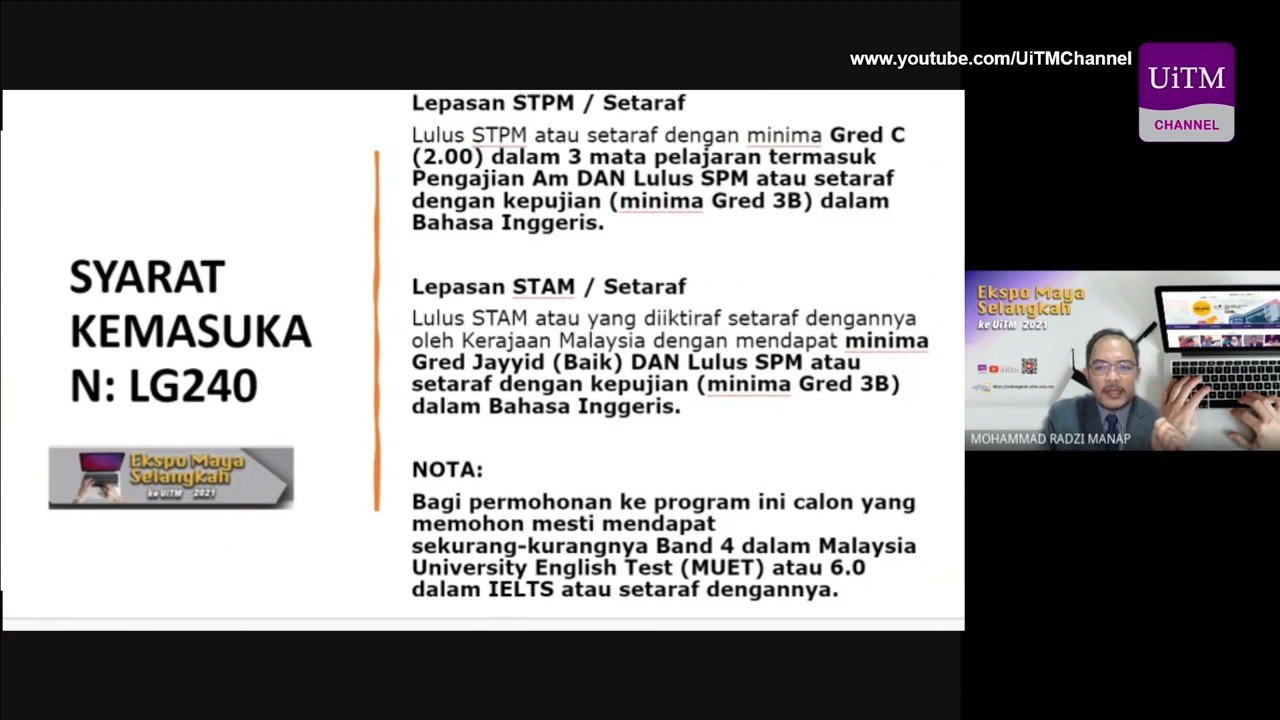 www.youtube.com/UiTMChannel
UiTM
CHANNEL
Lepasan STPM / Setaraf
Lulus STPM atau setaraf dengan minima Gred C
(2.00) dalam 3 mata pelajaran termasuk
Pengajian Am DAN Lulus SPM atau setaraf
dengan kepujian (minima Gred 3B) dalam
Bahasa Inggeris.
SYARAT
KEMASUKA
N: LG240
Ekspo Maya
Selangkah
ke UiTM 2021
Lepasan STAM / Setaraf
Lulus STAM atau yang diiktiraf setaraf dengannya
oleh Kerajaan Malaysia dengan mendapat minima
Gred Jayyid (Baik) DAN Lulus SPM atau
setaraf dengan kepujian (minima Gred 3B)
dalam Bahasa Inggeris.
NOTA:
Bagi permohonan ke program ini calon yang
memohon mesti mendapat
sekurang-kurangnya Band 4 dalam Malaysia
University English Test (MUET) atau 6.0
dalam IELTS atau setaraf dengannya.
Ekspo Maya
Selangkah
ke UiTM 2021
MOHAMMAD RADZI MANAP